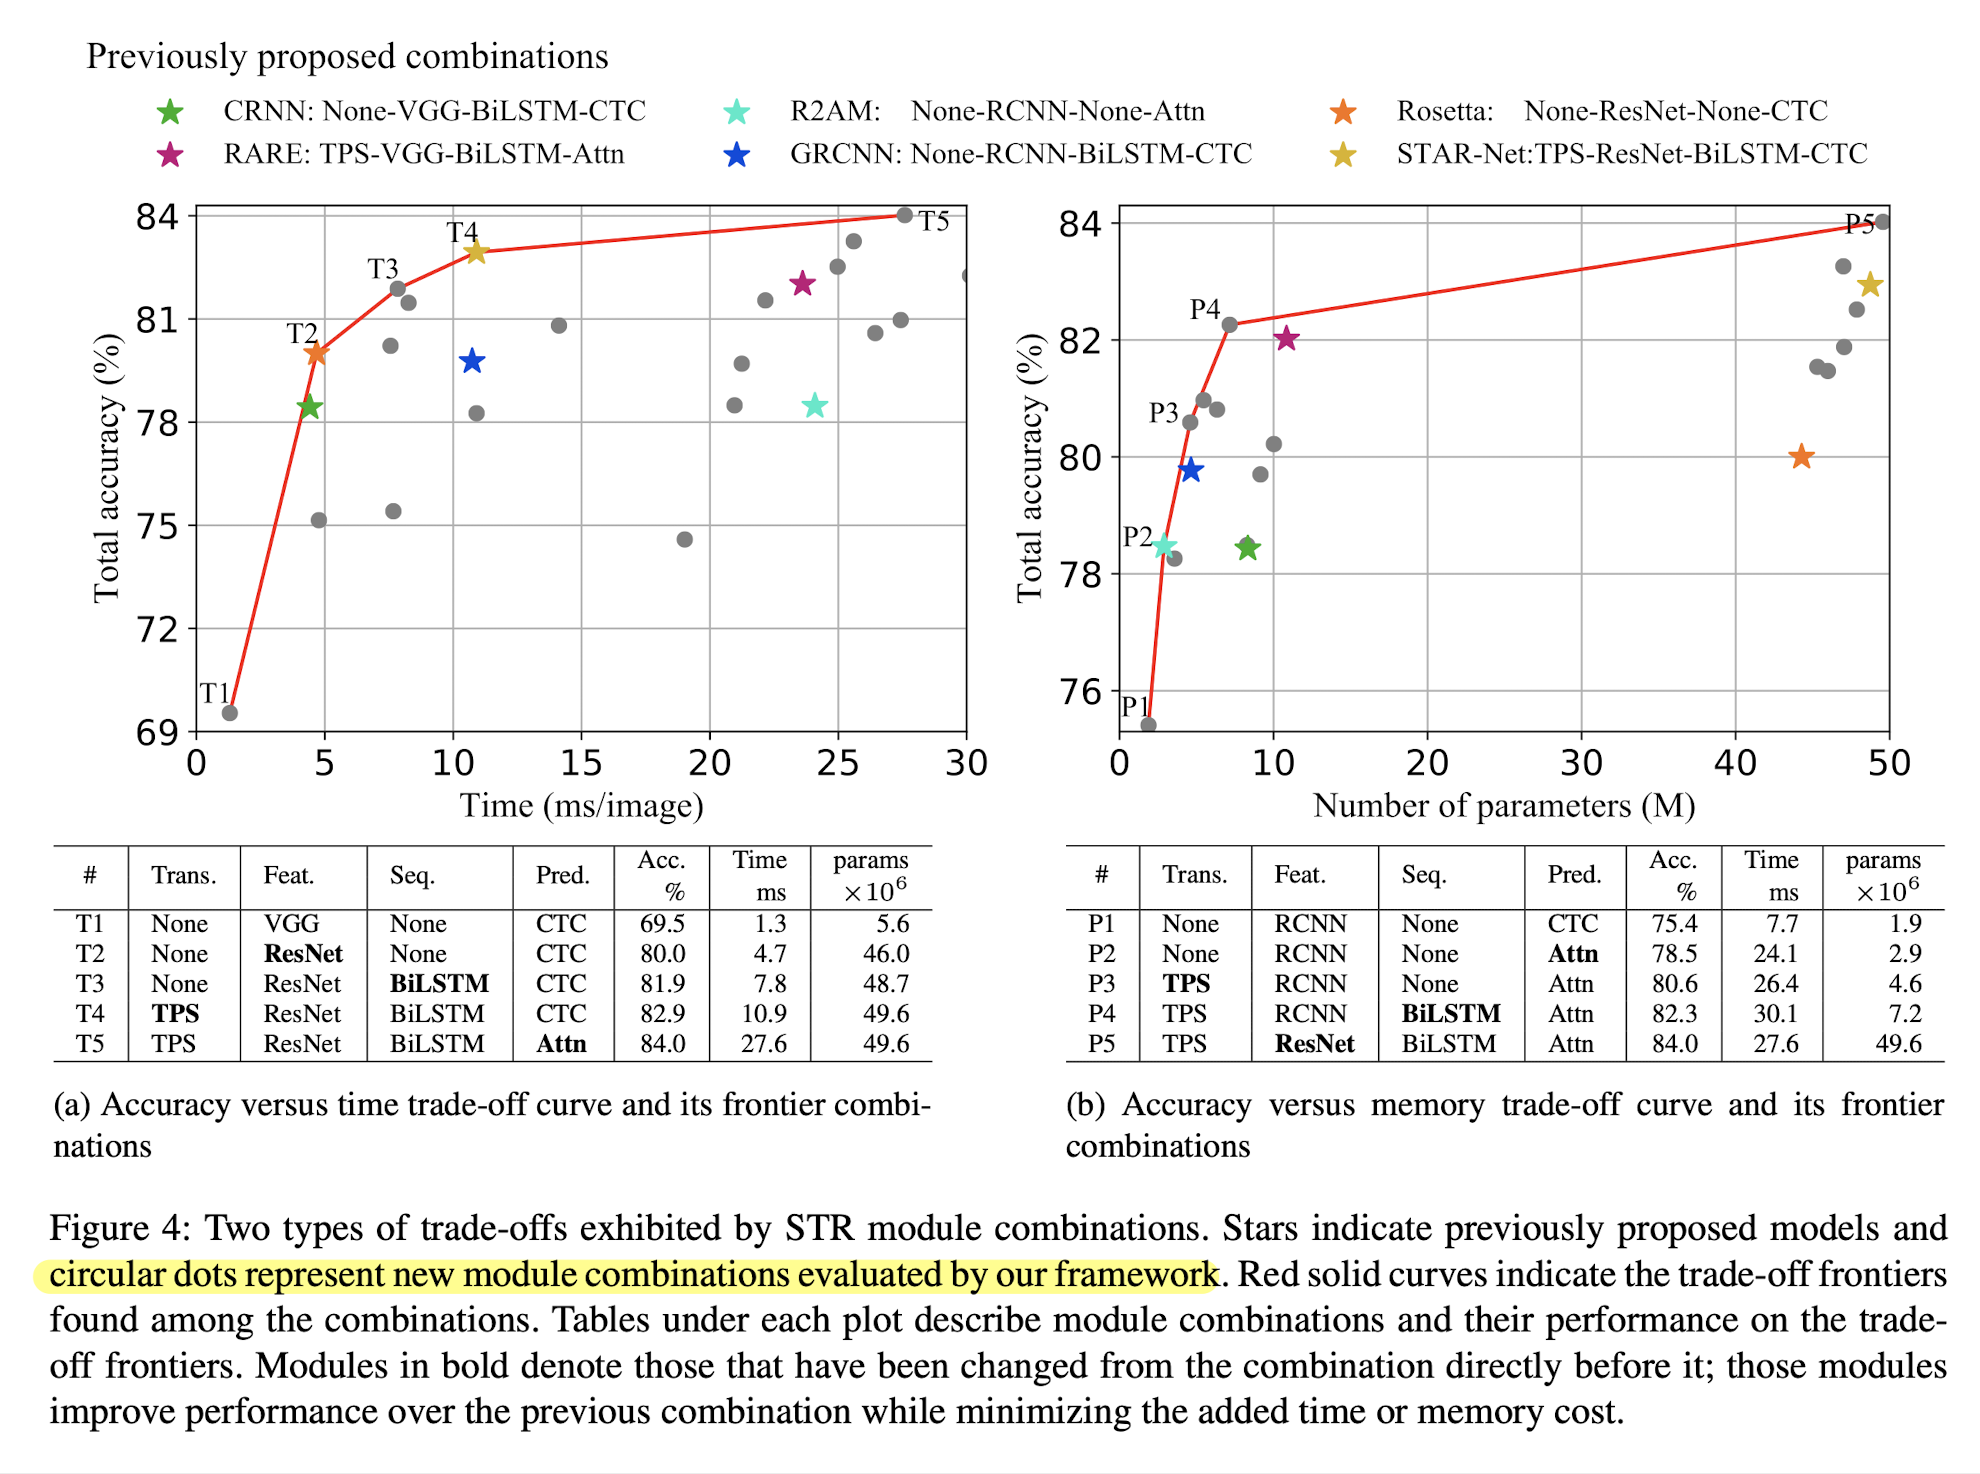 Previously proposed combinations
CRNN: None-VGG-BiLSTM-CTC
R2AM: None-RCNN-None-Attn
Rosetta: None-ResNet-None-CTC
RARE: TPS-VGG-BiLSTM-Attn
GRCNN: None-RCNN-BiLSTM-CTC
STAR-Net:TPS-ResNet-BiLSTM-CTC
84
81
78
75
72
69
Total accuracy (%)
T1
T2
T3
T4
T5
0 5 10 15 20 25 30
Time (ms/image)
84
82
80
78
76
Total accuracy (%)
P1
P2
P3
P4
P5
0 10 20 30 40 50
Number of parameters (M)
# Trans. Feat. Seq. Pred. Acc. % Time ms params ×10⁶
T1 None VGG None CTC 69.5 1.3 5.6
T2 None ResNet None CTC 80.0 4.7 46.0
T3 None ResNet BiLSTM CTC 81.9 7.8 48.7
T4 TPS ResNet BiLSTM CTC 82.9 10.9 49.6
T5 TPS ResNet BiLSTM Attn 84.0 27.6 49.6
(a) Accuracy versus time trade-off curve and its frontier combi-
nations
# Trans. Feat. Seq. Pred. Acc. % Time ms params ×10⁶
P1 None RCNN None CTC 75.4 7.7 1.9
P2 None RCNN None Attn 78.5 24.1 2.9
P3 TPS RCNN None Attn 80.6 26.4 4.6
P4 TPS RCNN BiLSTM Attn 82.3 30.1 7.2
P5 TPS ResNet BiLSTM Attn 84.0 27.6 49.6
(b) Accuracy versus memory trade-off curve and its frontier
combinations
Figure 4: Two types of trade-offs exhibited by STR module combinations. Stars indicate previously proposed models and
circular dots represent new module combinations evaluated by our framework. Red solid curves indicate the trade-off frontiers
found among the combinations. Tables under each plot describe module combinations and their performance on the trade-
off frontiers. Modules in bold denote those that have been changed from the combination directly before it; those modules
improve performance over the previous combination while minimizing the added time or memory cost.